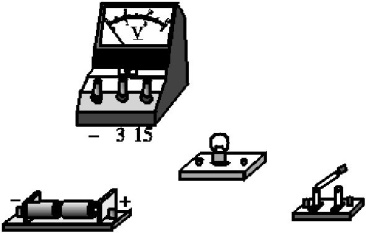 V
– 3 15
– +